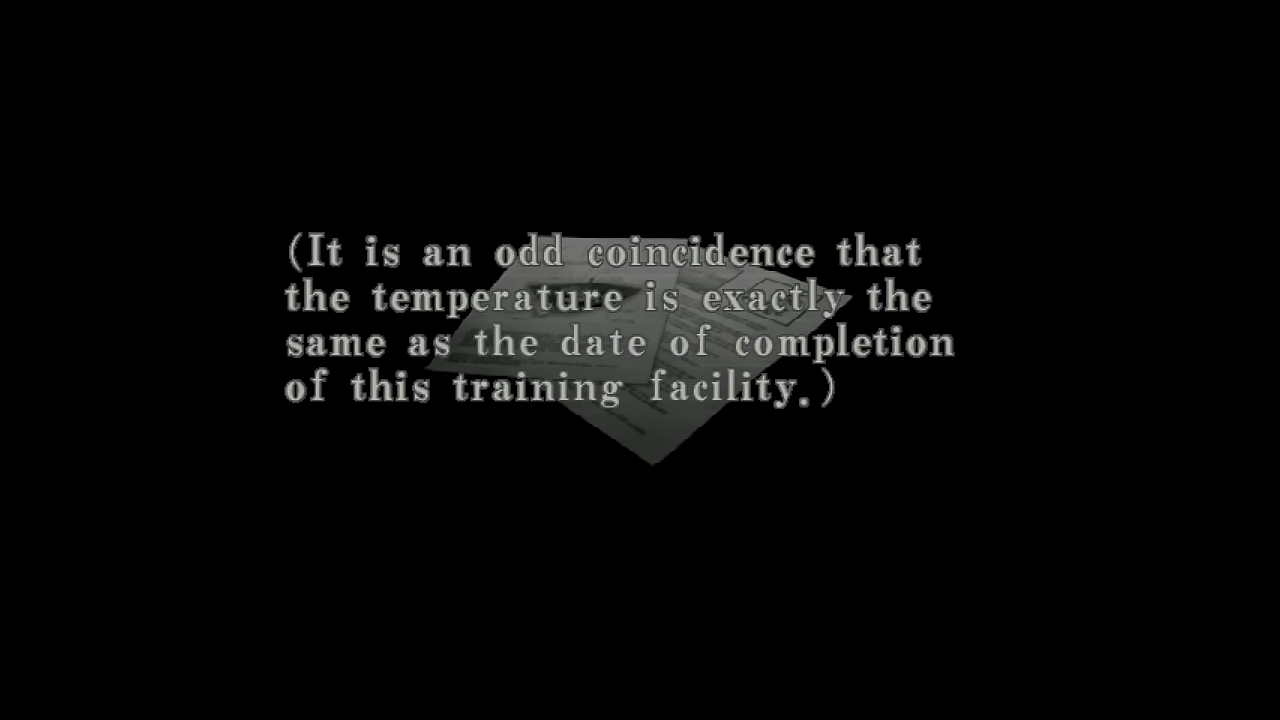 (It is an odd coincidence that
the temperature is exactly the
same as the date of completion
of this training facility.)